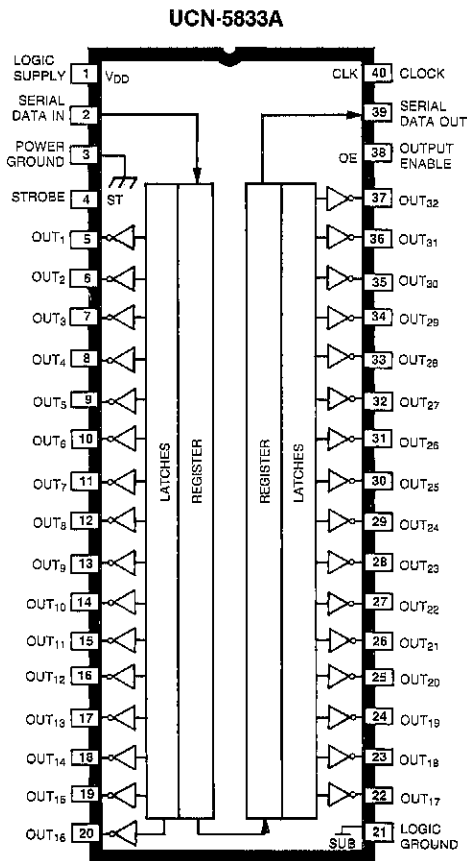 UCN-5833A
LOGIC SUPPLY 1 VDD
SERIAL DATA IN 2
POWER GROUND 3
STROBE 4 ST
OUT1 5
OUT2 6
OUT3 7
OUT4 8
OUT5 9
OUT6 10
OUT7 11
OUT8 12
OUT9 13
OUT10 14
OUT11 15
OUT12 16
OUT13 17
OUT14 18
OUT15 19
OUT16 20
LATCHES
REGISTER
REGISTER
LATCHES
CLK 40 CLOCK
39 SERIAL DATA OUT
OE 38 OUTPUT ENABLE
37 OUT32
36 OUT31
35 OUT30
34 OUT29
33 OUT28
32 OUT27
31 OUT26
30 OUT25
29 OUT24
28 OUT23
27 OUT22
26 OUT21
25 OUT20
24 OUT19
23 OUT18
22 OUT17
SUB 21 LOGIC GROUND